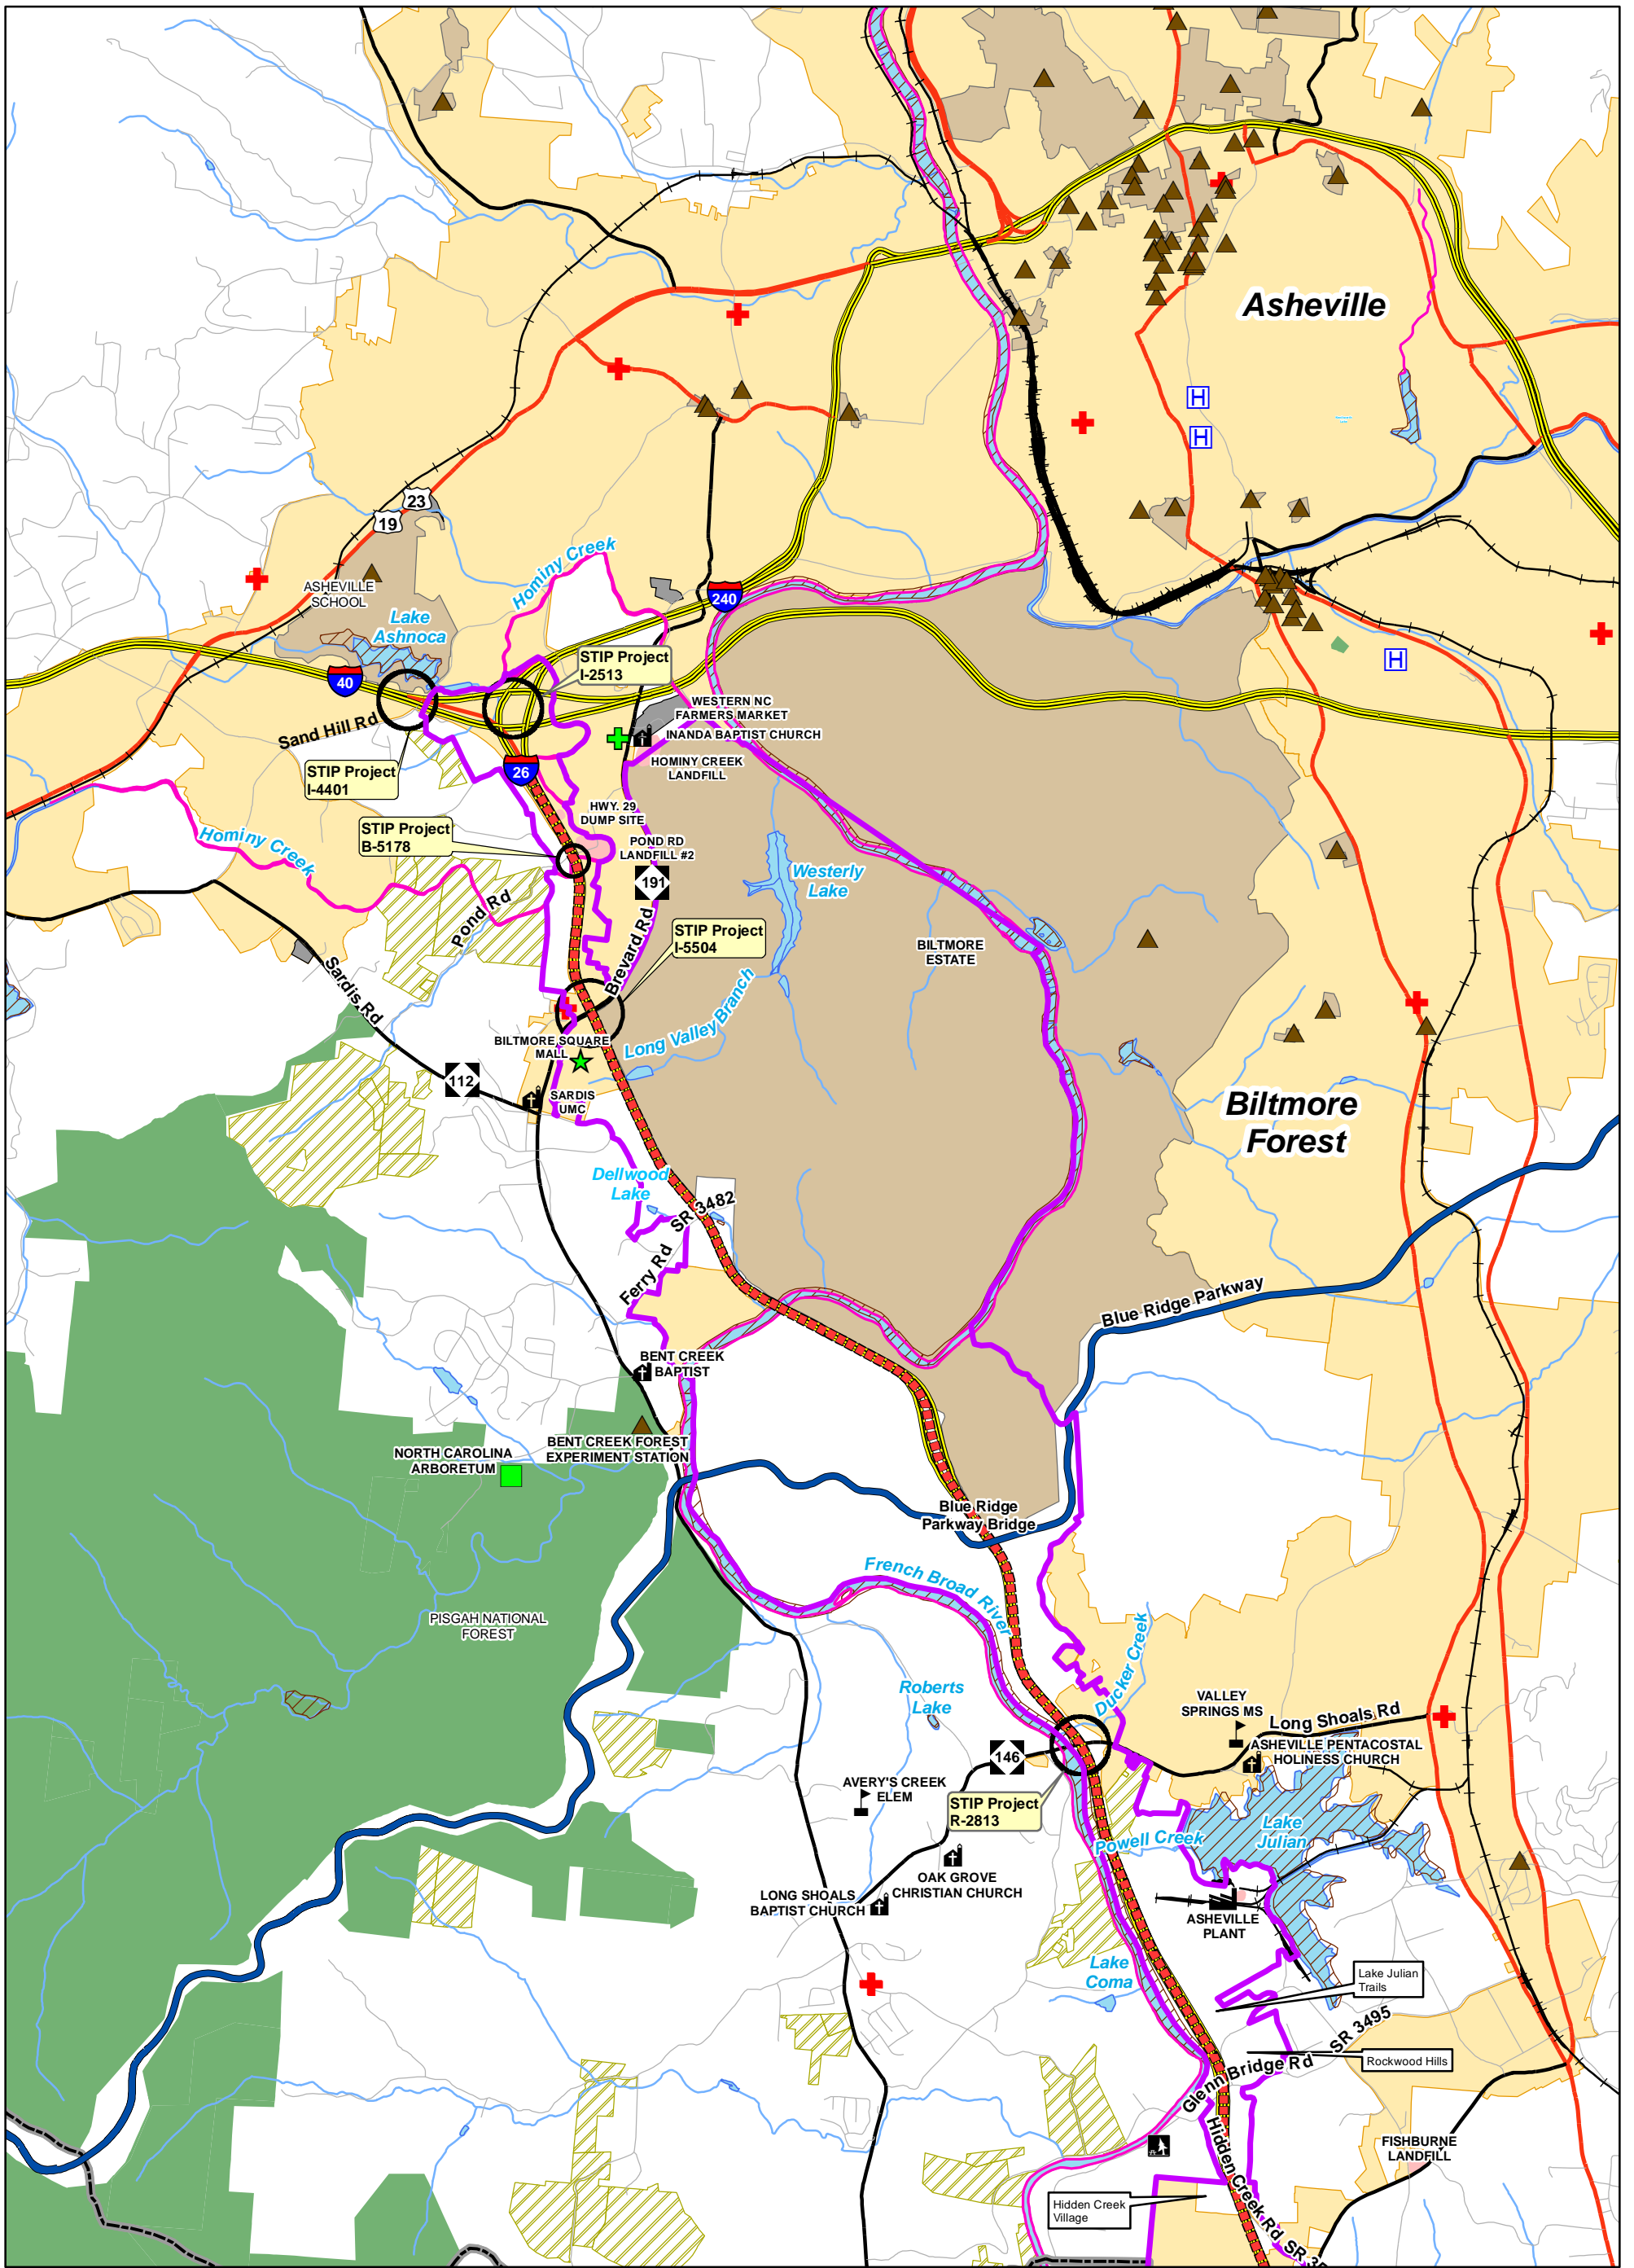 Asheville
H
H
23
19
ASHEVILLE
SCHOOL
Hominy Creek
Lake
Ashnoca
240
H
STIP Project
I-2513
40
Sand Hill Rd
WESTERN NC
FARMERS MARKET
INANDA BAPTIST CHURCH
HOMINY CREEK
LANDFILL
26
STIP Project
I-4401
HWY. 29
DUMP SITE
STIP Project
B-5178
Hominy Creek
POND RD
LANDFILL #2
191
Westerly
Lake
Pond Rd
Brevard Rd
STIP Project
I-5504
BILTMORE
ESTATE
Sardis Rd
Long Valley Branch
BILTMORE SQUARE
MALL
112
SARDIS
UMC
Biltmore
Forest
Dellwood
Lake
SR 3482
Ferry Rd
Blue Ridge Parkway
BENT CREEK
BAPTIST
BENT CREEK FOREST
EXPERIMENT STATION
NORTH CAROLINA
ARBORETUM
Blue Ridge
Parkway Bridge
French Broad River
PISGAH NATIONAL
FOREST
Ducker Creek
Roberts
Lake
VALLEY
SPRINGS MS
Long Shoals Rd
ASHEVILLE PENTACOSTAL
HOLINESS CHURCH
146
AVERY'S CREEK
ELEM
STIP Project
R-2813
Lake
Julian
Powell Creek
OAK GROVE
CHRISTIAN CHURCH
LONG SHOALS
BAPTIST CHURCH
ASHEVILLE
PLANT
Lake
Coma
Lake Julian
Trails
SR 3495
Rockwood Hills
Glenn Bridge Rd
FISHBURNE
LANDFILL
Hidden Creek
Village
Hidden Creek Rd SR